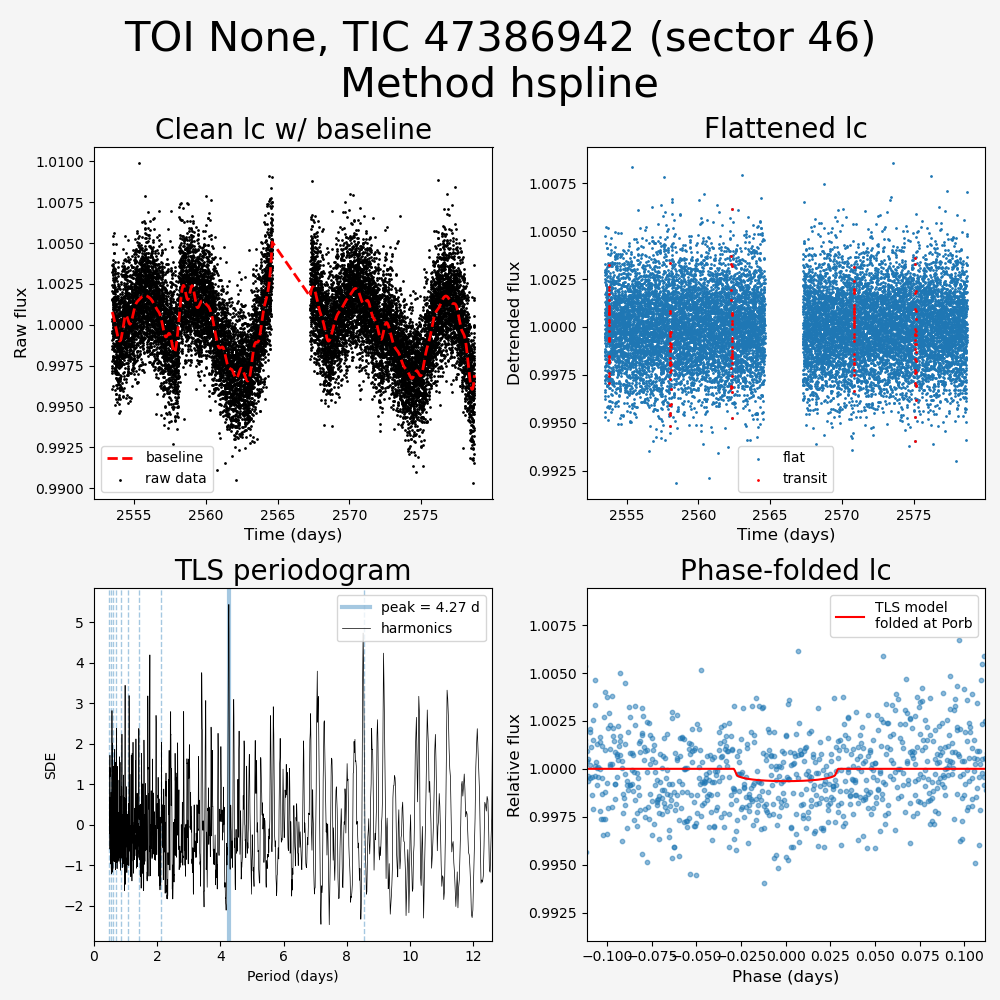 TOI None, TIC 47386942 (sector 46)
Method hspline
Clean lc w/ baseline
Raw flux
1.0100
1.0075
1.0050
1.0025
1.0000
0.9975
0.9950
0.9925
0.9900
baseline
raw data
2555
2560
2565
2570
2575
Time (days)
Flattened lc
Detrended flux
1.0075
1.0050
1.0025
1.0000
0.9975
0.9950
0.9925
flat
transit
2555
2560
2565
2570
2575
Time (days)
TLS periodogram
SDE
5
4
3
2
1
0
−1
−2
peak = 4.27 d
harmonics
0
2
4
6
8
10
12
Period (days)
Phase-folded lc
Relative flux
1.0075
1.0050
1.0025
1.0000
0.9975
0.9950
0.9925
TLS model
folded at Porb
−0.100
−0.075
−0.050
−0.025
0.000
0.025
0.050
0.075
0.100
Phase (days)